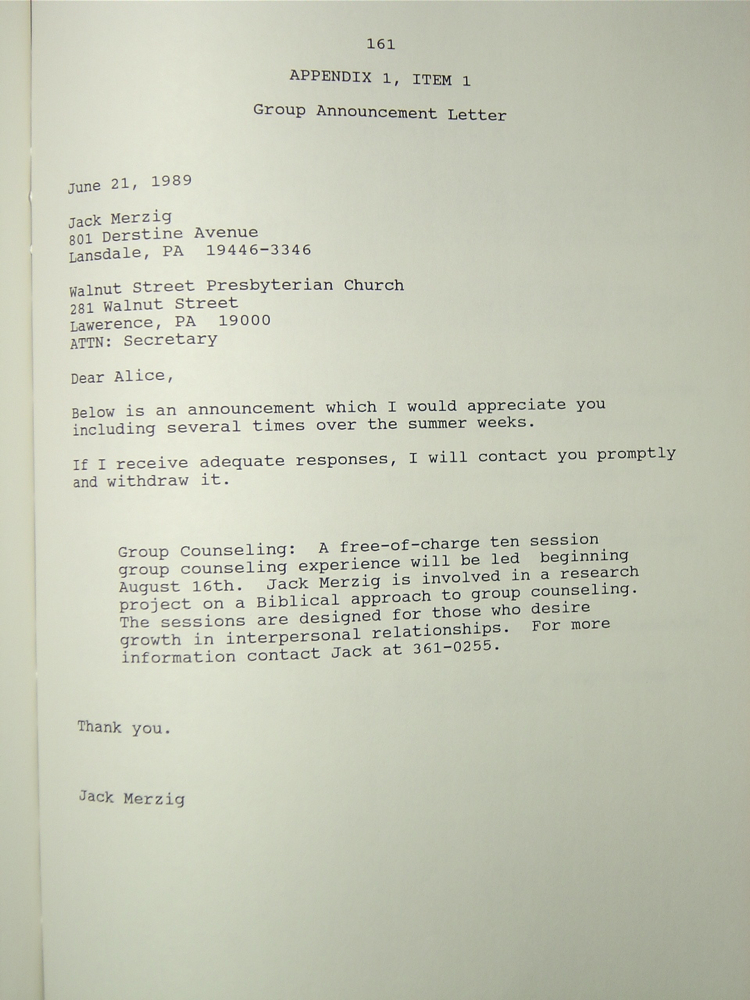 161
APPENDIX 1, ITEM 1
Group Announcement Letter
June 21, 1989
Jack Merzig
801 Derstine Avenue
Lansdale, PA  19446-3346
Walnut Street Presbyterian Church
281 Walnut Street
Lawerence, PA  19000
ATTN: Secretary
Dear Alice,
Below is an announcement which I would appreciate you
including several times over the summer weeks.
If I receive adequate responses, I will contact you promptly
and withdraw it.
Group Counseling:  A free-of-charge ten session
group counseling experience will be led  beginning
August 16th.  Jack Merzig is involved in a research
project on a Biblical approach to group counseling.
The sessions are designed for those who desire
growth in interpersonal relationships.  For more
information contact Jack at 361-0255.
Thank you.
Jack Merzig